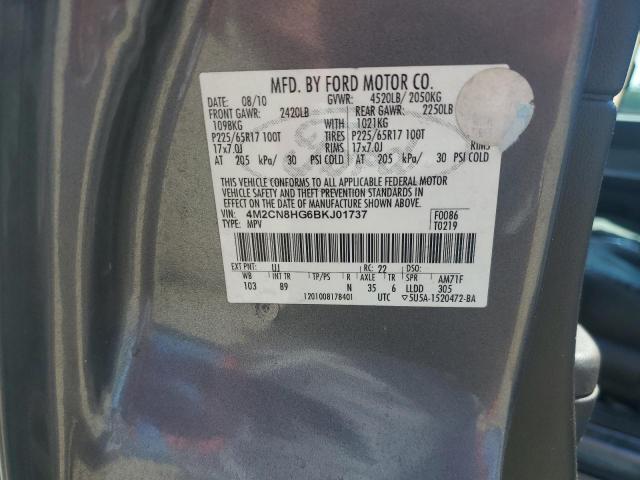 MFD. BY FORD MOTOR CO.
DATE: 08/10 GVWR: 4520LB/ 2050KG
FRONT GAWR: 2420LB REAR GAWR: 2250LB
1098KG WITH 1021KG WITH
P225/65R17 100T TIRES P225/65R17 100T
17x7.0J RIMS 17x7.0J RIMS
AT 205 kPa/ 30 PSI COLD AT 205 kPa/ 30 PSI COLD
THIS VEHICLE CONFORMS TO ALL APPLICABLE FEDERAL MOTOR
VEHICLE SAFETY AND THEFT PREVENTION STANDARDS IN
EFFECT ON THE DATE OF MANUFACTURE SHOWN ABOVE.
VIN: 4M2CN8HG6BKJ01737 F0086
TYPE: MPV T0219
EXT PNT: UJ RC: 22 DSO:
WB INT TR TP/PS R AXLE TR SPR AM71F
103 89 N 35 6 LLDD 305
1201008178401 UTC ▽5U5A-1520472-BA